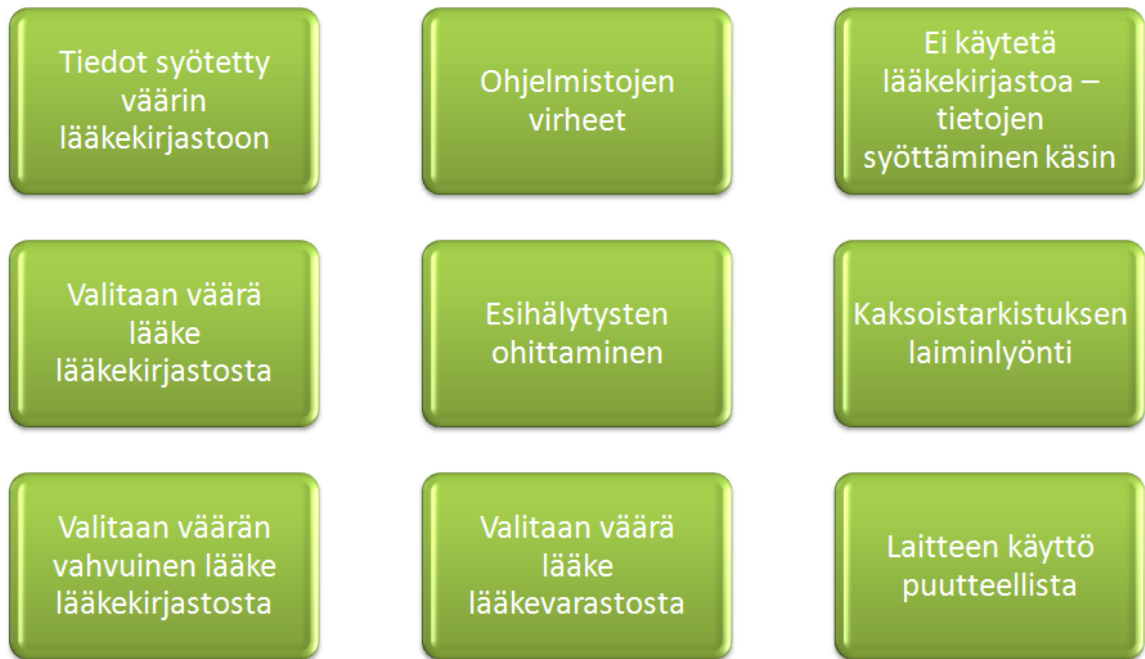 Tiedot syötetty
väärin
lääkekirjastoon
Ohjelmistojen
virheet
Ei käytetä
lääkekirjastoa –
tietojen
syöttäminen käsin
Valitaan väärä
lääke
lääkekirjastosta
Esihälytysten
ohittaminen
Kaksoistarkistuksen
laiminlyönti
Valitaan väärän
vahvuinen lääke
lääkekirjastosta
Valitaan väärä
lääke
lääkevarastosta
Laitteen käyttö
puutteellista